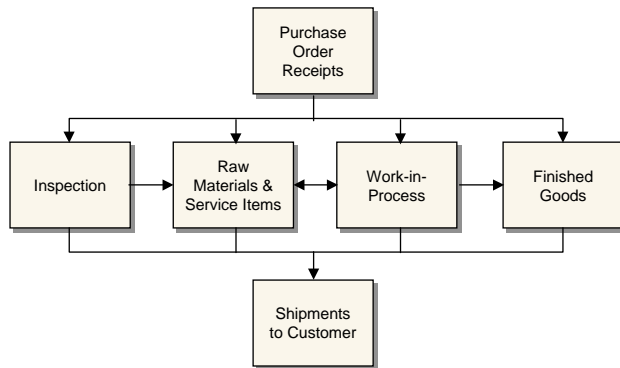 Purchase
Order
Receipts
Inspection
Raw
Materials &
Service Items
Work-in-
Process
Finished
Goods
Shipments
to Customer